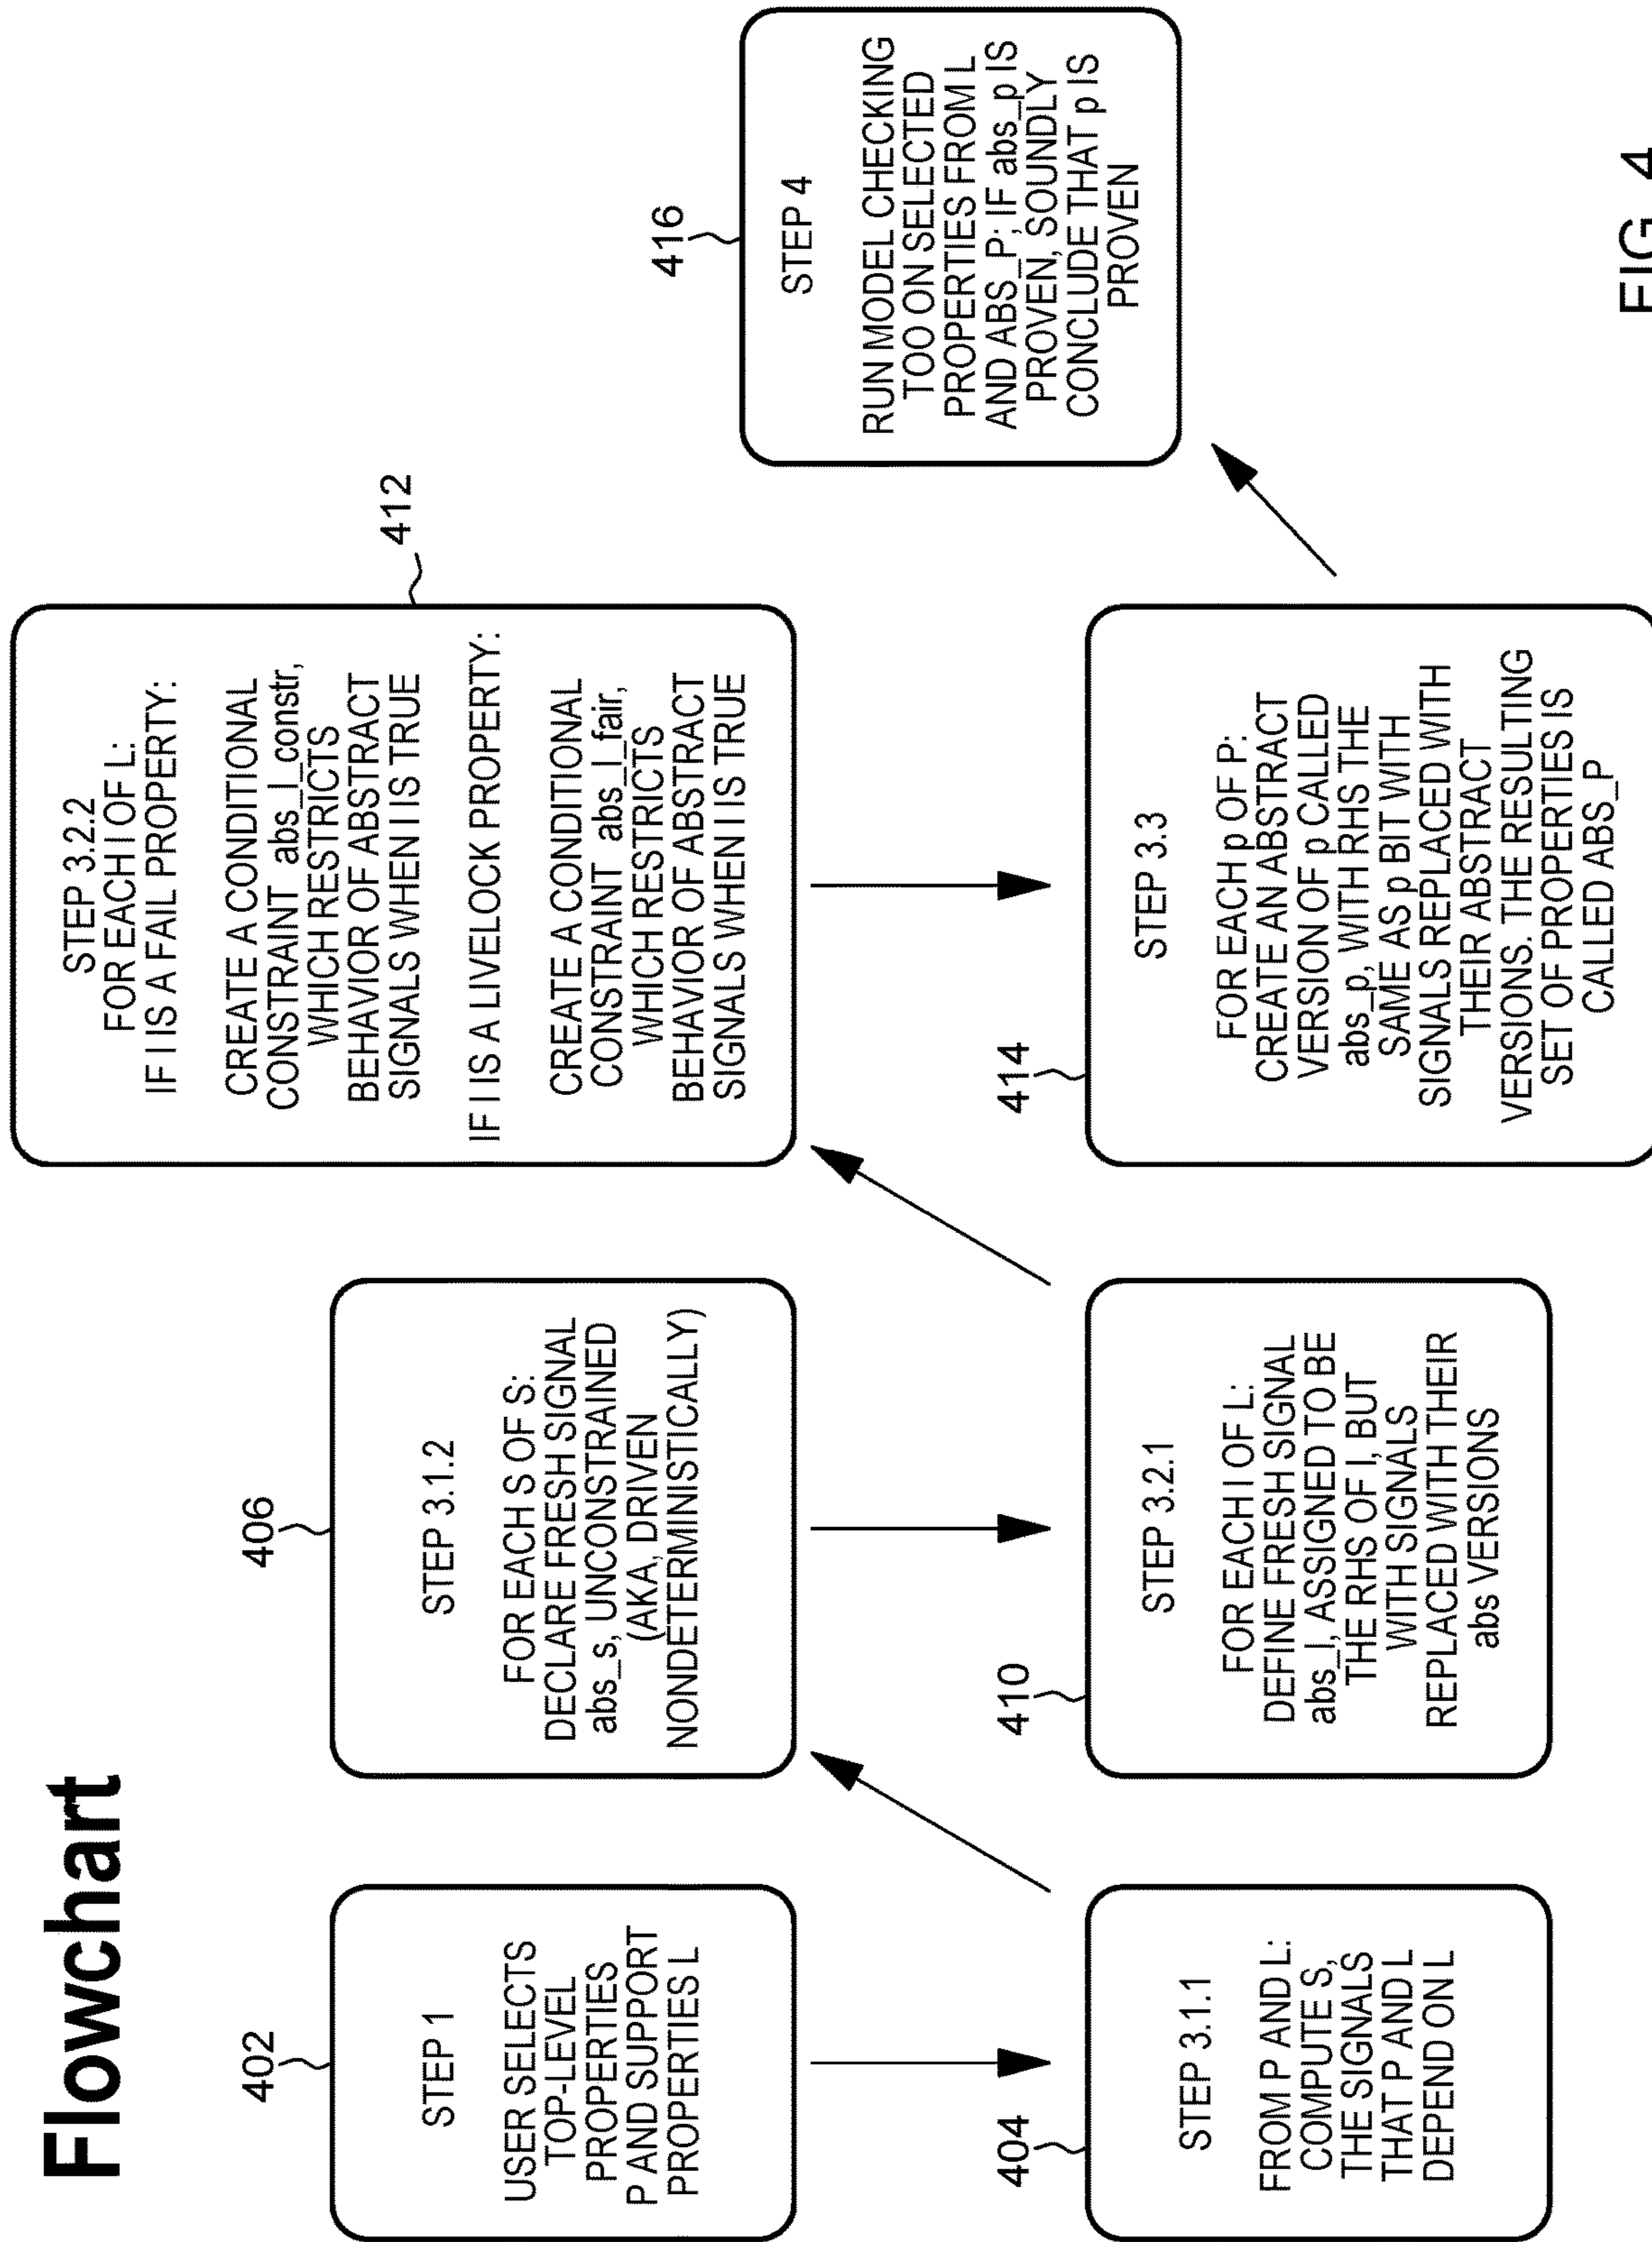 Flowchart
402
STEP 1
USER SELECTS
TOP-LEVEL
PROPERTIES
P AND SUPPORT
PROPERTIES L
404
STEP 3.1.1
FROM P AND L:
COMPUTE S,
THE SIGNALS
THAT P AND L
DEPEND ON L
406
STEP 3.1.2
FOR EACH S OF S:
DECLARE FRESH SIGNAL
abs_s, UNCONSTRAINED
(AKA, DRIVEN
NONDETERMINISTICALLY)
410
STEP 3.2.1
FOR EACH l OF L:
DEFINE FRESH SIGNAL
abs_l, ASSIGNED TO BE
THE RHS OF l, BUT
WITH SIGNALS
REPLACED WITH THEIR
abs VERSIONS
412
STEP 3.2.2
FOR EACH l OF L:
IF l IS A FAIL PROPERTY:
CREATE A CONDITIONAL
CONSTRAINT abs_l_constr,
WHICH RESTRICTS
BEHAVIOR OF ABSTRACT
SIGNALS WHEN l IS TRUE
IF l IS A LIVELOCK PROPERTY:
CREATE A CONDITIONAL
CONSTRAINT abs_l_fair,
WHICH RESTRICTS
BEHAVIOR OF ABSTRACT
SIGNALS WHEN l IS TRUE
414
STEP 3.3
FOR EACH p OF P:
CREATE AN ABSTRACT
VERSION OF p CALLED
abs_p, WITH RHS THE
SAME AS p BIT WITH
SIGNALS REPLACED WITH
THEIR ABSTRACT
VERSIONS. THE RESULTING
SET OF PROPERTIES IS
CALLED ABS_P
416
STEP 4
RUN MODEL CHECKING
TOO ON SELECTED
PROPERTIES FROM L
AND ABS_P; IF abs_p IS
PROVEN, SOUNDLY
CONCLUDE THAT p IS
PROVEN
FIG. 4